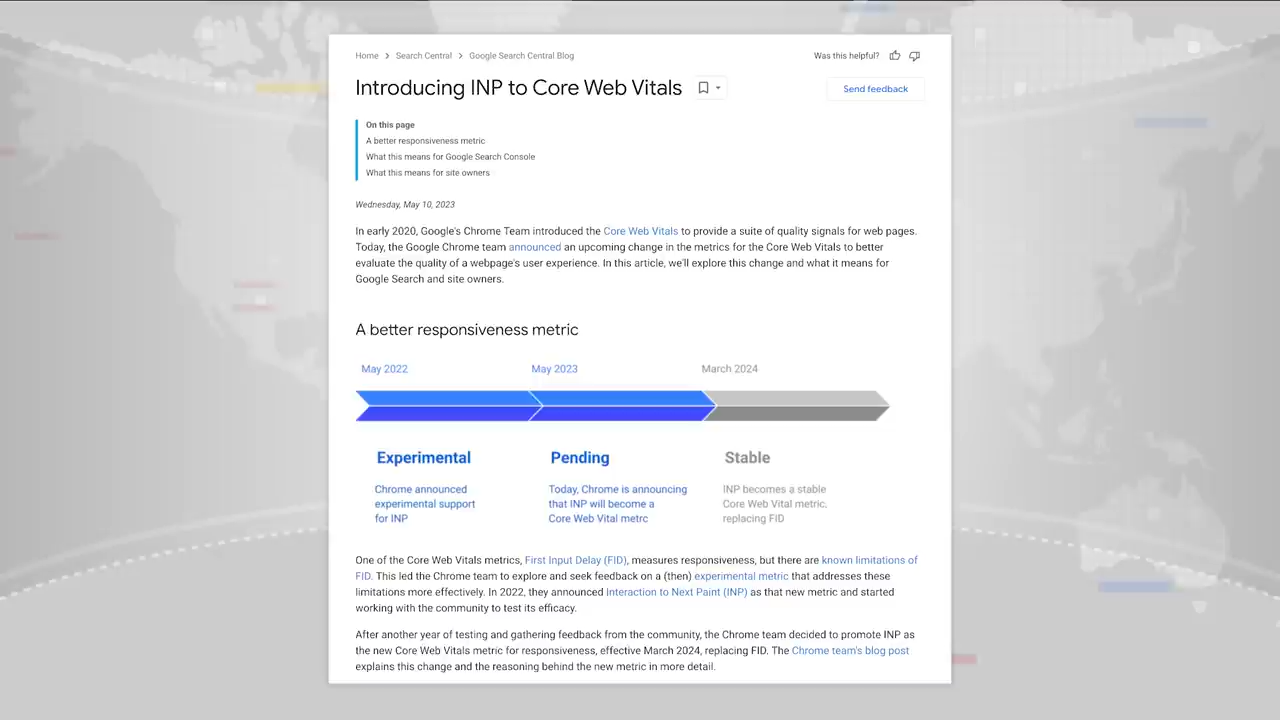 Home > Search Central > Google Search Central Blog
Was this helpful?
Introducing INP to Core Web Vitals
Send feedback
On this page
A better responsiveness metric
What this means for Google Search Console
What this means for site owners
Wednesday, May 10, 2023
In early 2020, Google's Chrome Team introduced the Core Web Vitals to provide a suite of quality signals for web pages.
Today, the Google Chrome team announced an upcoming change in the metrics for the Core Web Vitals to better
evaluate the quality of a webpage's user experience. In this article, we'll explore this change and what it means for
Google Search and site owners.
A better responsiveness metric
May 2022
May 2023
March 2024
Experimental
Pending
Stable
Chrome announced
experimental support
for INP
Today, Chrome is announcing
that INP will become a
Core Web Vital metrc
INP becomes a stable
Core Web Vital metric,
replacing FID
One of the Core Web Vitals metrics, First Input Delay (FID), measures responsiveness, but there are known limitations of
FID. This led the Chrome team to explore and seek feedback on a (then) experimental metric that addresses these
limitations more effectively. In 2022, they announced Interaction to Next Paint (INP) as that new metric and started
working with the community to test its efficacy.
After another year of testing and gathering feedback from the community, the Chrome team decided to promote INP as
the new Core Web Vitals metric for responsiveness, effective March 2024, replacing FID. The Chrome team's blog post
explains this change and the reasoning behind the new metric in more detail.